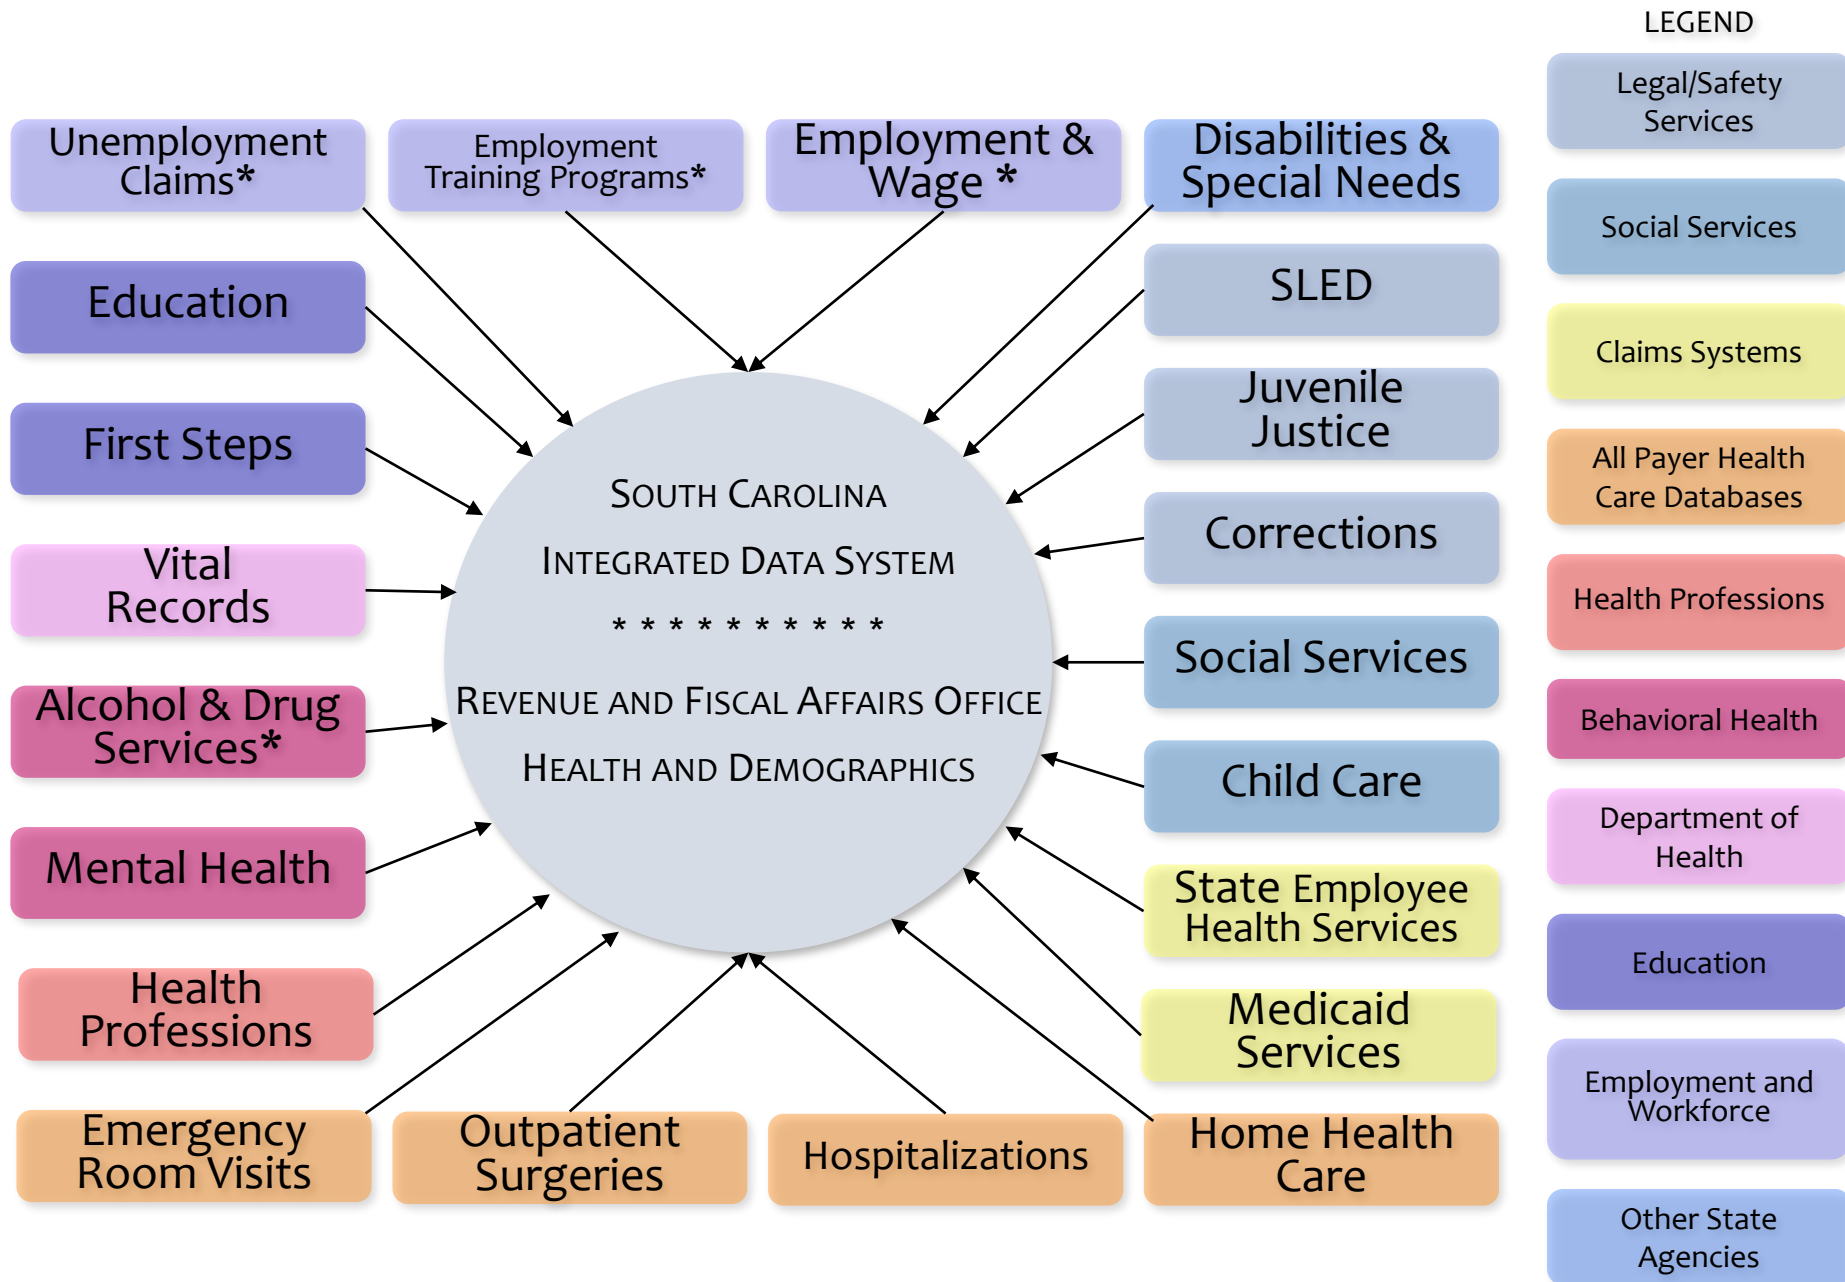 LEGEND
Unemployment
Claims*
Employment
Training Programs*
Employment &
Wage *
Disabilities &
Special Needs
Education
First Steps
Vital
Records
Alcohol & Drug
Services*
Mental Health
Health
Professions
Emergency
Room Visits
Outpatient
Surgeries
Hospitalizations
Home Health
Care
SLED
Juvenile
Justice
Corrections
Social Services
Child Care
State Employee
Health Services
Medicaid
Services
SOUTH CAROLINA
INTEGRATED DATA SYSTEM
* * * * * * * * * *
REVENUE AND FISCAL AFFAIRS OFFICE
HEALTH AND DEMOGRAPHICS
Legal/Safety
Services
Social Services
Claims Systems
All Payer Health
Care Databases
Health Professions
Behavioral Health
Department of
Health
Education
Employment and
Workforce
Other State
Agencies